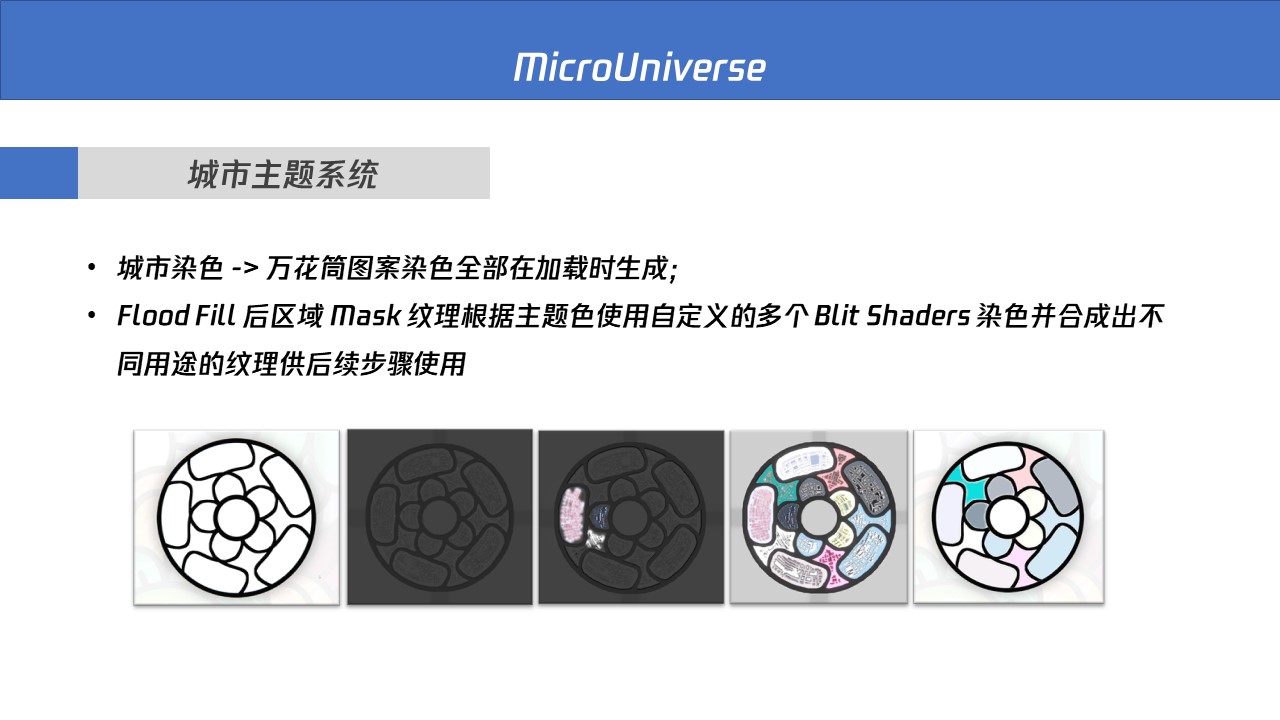 MicroUniverse
城市主题系统
• 城市染色 -> 万花筒图案染色全部在加载时生成;
• Flood Fill 后区域 Mask 纹理根据主题色使用自定义的多个 Blit Shaders 染色并合成出不
同用途的纹理供后续步骤使用